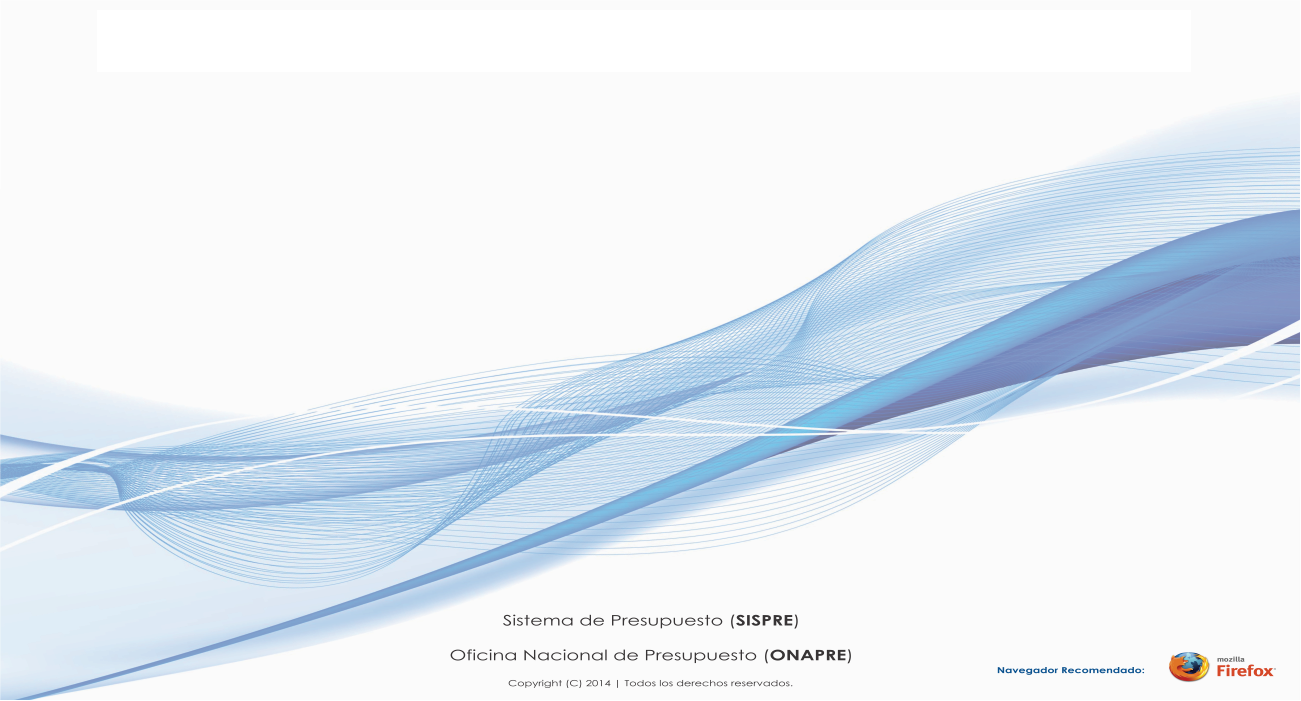 Sistema de Presupuesto (SISPRE)
Oficina Nacional de Presupuesto (ONAPRE)
Copyright (C) 2014 | Todos los derechos reservados.
Navegador Recomendado:
mozilla
Firefox